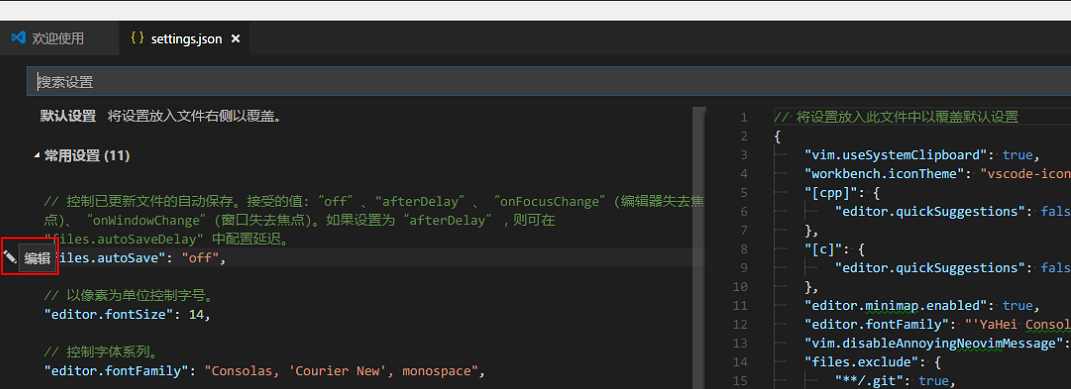 欢迎使用
{} settings.json ×
搜索设置
默认设置 将设置放入文件右侧以覆盖。
常用设置 (11)
// 控制已更新文件的自动保存。接受的值:“off”、"afterDelay”、“onFocusChange”(编辑器失去焦
点)、“onWindowChange”(窗口失去焦点)。如果设置为“afterDelay”,则可在
"files.autoSaveDelay" 中配置延迟。
编辑
iles.autoSave": "off",
// 以像素为单位控制字号。
"editor.fontSize": 14,
// 控制字体系列。
"editor.fontFamily": "Consolas, 'Courier New', monospace",
1 // 将设置放入此文件中以覆盖默认设置
2 {
3 "vim.useSystemClipboard": true,
4 "workbench.iconTheme": "vscode-icon
5 "[cpp]": {
6 "editor.quickSuggestions": fals
7 },
8 "[c]": {
9 "editor.quickSuggestions": fals
10 },
11 "editor.minimap.enabled": true,
12 "editor.fontFamily": "'YaHei Consol
13 "vim.disableAnnoyingNeovimMessage":
14 "files.exclude": {
15 "**/.git": true,